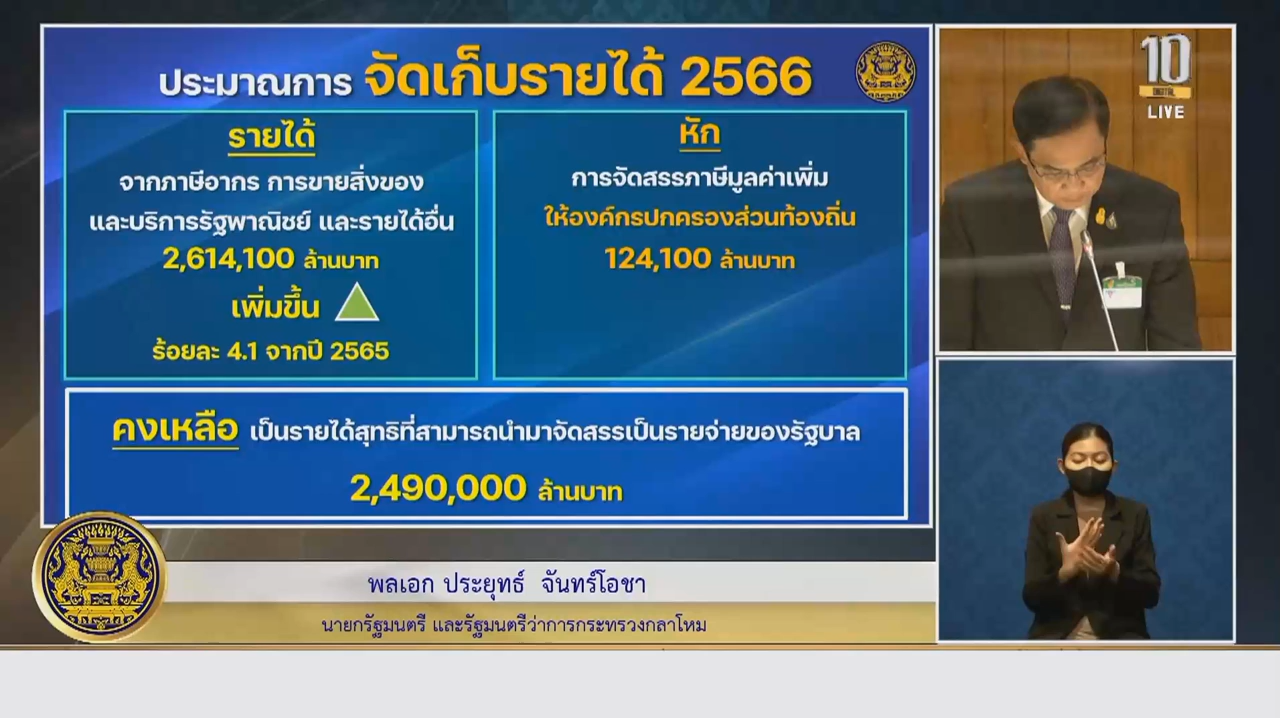 ประมาณการ จัดเก็บรายได้ 2566
รายได้
จากภาษีอากร การขายสิ่งของ
และบริการรัฐพาณิชย์ และรายได้อื่น
2,614,100 ล้านบาท
เพิ่มขึ้น
ร้อยละ 4.1 จากปี 2565
หัก
การจัดสรรภาษีมูลค่าเพิ่ม
ให้องค์กรปกครองส่วนท้องถิ่น
124,100 ล้านบาท
คงเหลือ เป็นรายได้สุทธิที่สามารถนำมาจัดสรรเป็นรายจ่ายของรัฐบาล
2,490,000 ล้านบาท
10
DIGITAL
LIVE
พลเอก ประยุทธ์ จันทร์โอชา
นายกรัฐมนตรี และรัฐมนตรีว่าการกระทรวงกลาโหม